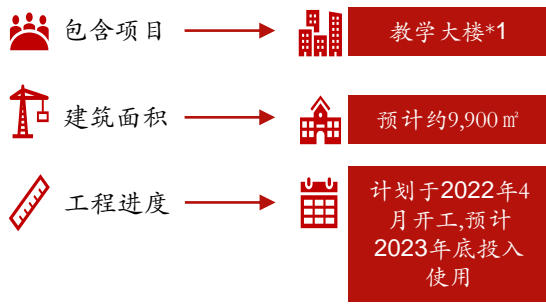 包含项目
教学大楼*1
建筑面积
预计约9,900㎡
工程进度
计划于2022年4
月开工,预计
2023年底投入
使用